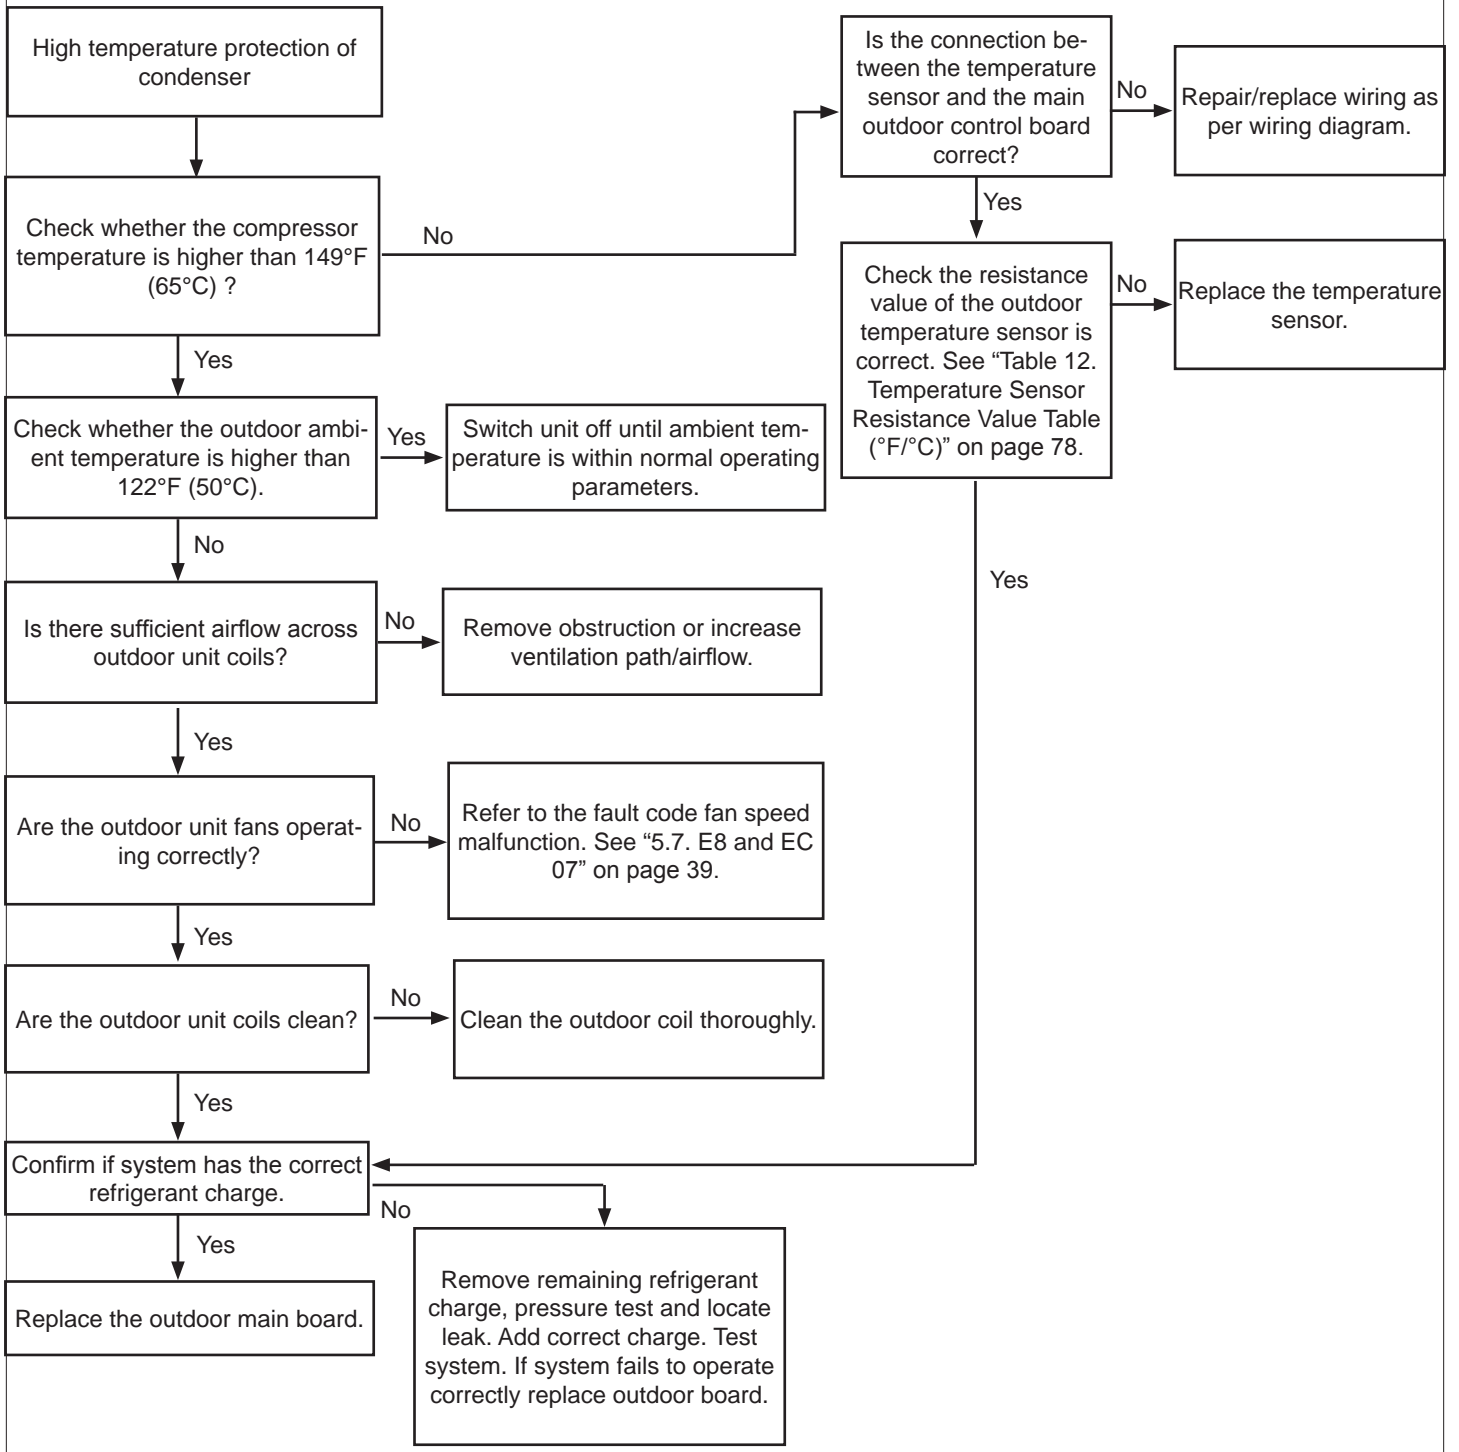 High temperature protection of
condenser
Check whether the compressor
temperature is higher than 149°F
(65°C) ?
No
Yes
Check whether the outdoor ambi-
ent temperature is higher than
122°F (50°C).
Yes
Switch unit off until ambient tem-
perature is within normal operating
parameters.
No
Is there sufficient airflow across
outdoor unit coils?
No
Remove obstruction or increase
ventilation path/airflow.
Yes
Are the outdoor unit fans operat-
ing correctly?
No
Refer to the fault code fan speed
malfunction. See “5.7. E8 and EC
07” on page 39.
Yes
Are the outdoor unit coils clean?
No
Clean the outdoor coil thoroughly.
Yes
Confirm if system has the correct
refrigerant charge.
No
Yes
Replace the outdoor main board.
Remove remaining refrigerant
charge, pressure test and locate
leak. Add correct charge. Test
system. If system fails to operate
correctly replace outdoor board.
Is the connection be-
tween the temperature
sensor and the main
outdoor control board
correct?
No
Repair/replace wiring as
per wiring diagram.
Yes
Check the resistance
value of the outdoor
temperature sensor is
correct. See “Table 12.
Temperature Sensor
Resistance Value Table
(°F/°C)” on page 78.
No
Replace the temperature
sensor.
Yes